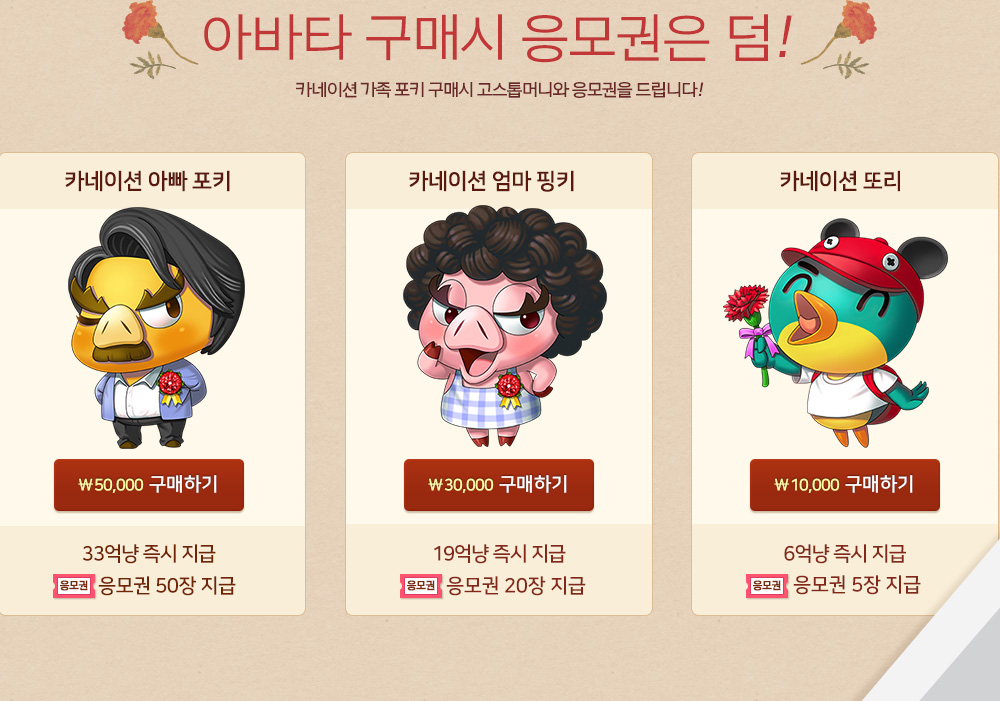 아바타 구매시 응모권은 덤!
카네이션 가족 포키 구매시 고스톱머니와 응모권을 드립니다!
카네이션 아빠 포키
₩50,000 구매하기
33억냥 즉시 지급
응모권 응모권 50장 지급
카네이션 엄마 핑키
₩30,000 구매하기
19억냥 즉시 지급
응모권 응모권 20장 지급
카네이션 또리
₩10,000 구매하기
6억냥 즉시 지급
응모권 응모권 5장 지급